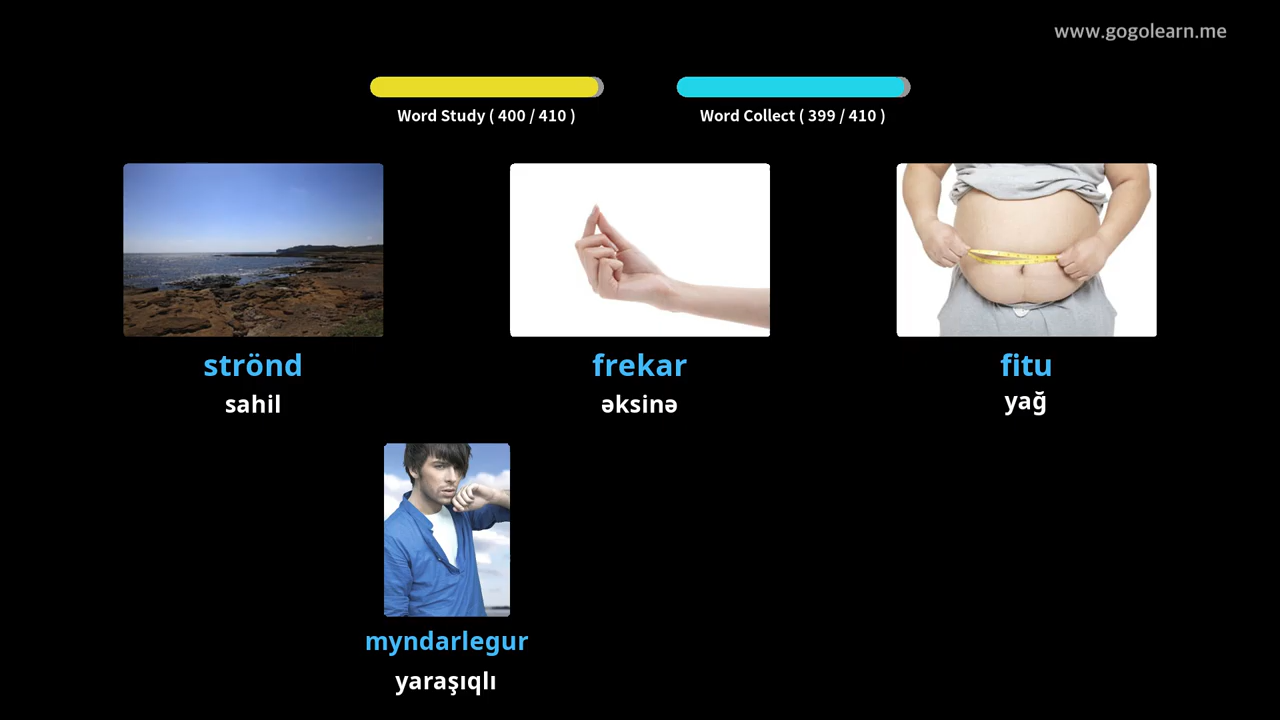 www.gogolearn.me
Word Study ( 400 / 410 )
Word Collect ( 399 / 410 )
strönd
sahil
frekar
əksinə
fitu
yağ
myndarlegur
yaraşıqlı